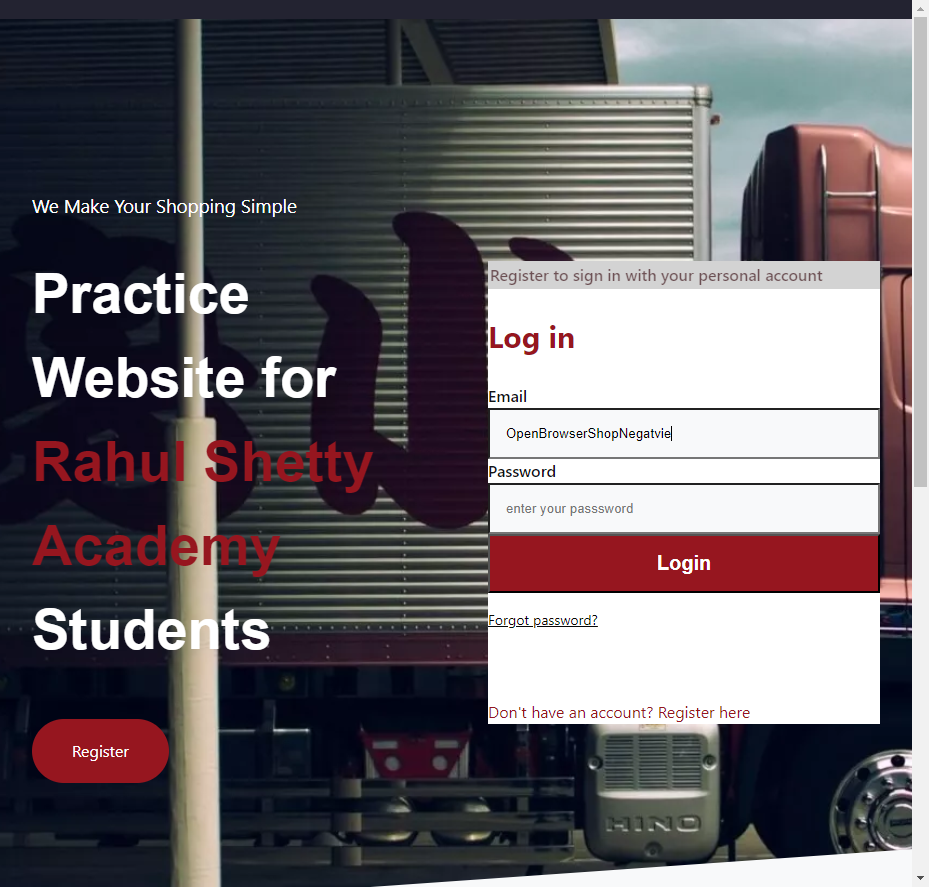 We Make Your Shopping Simple
Practice
Website for
Rahul Shetty
Academy
Students
Register
Register to sign in with your personal account
Log in
Email
OpenBrowserShopNegatvie
Password
enter your passsword
Login
Forgot password?
Don't have an account? Register here
HINO